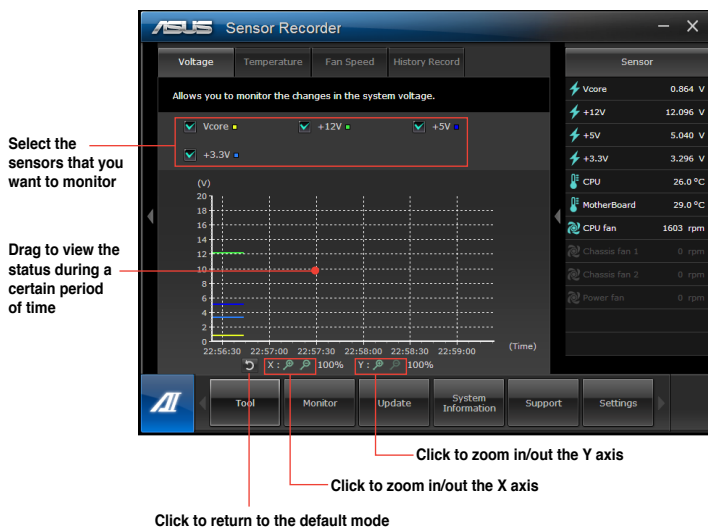 ASUS Sensor Recorder
Voltage Temperature Fan Speed History Record
Allows you to monitor the changes in the system voltage.
Vcore +12V +5V
+3.3V
Select the
sensors that you
want to monitor
Drag to view the
status during a
certain period
of time
(V)
20
18
16
14
12
10
8
6
4
2
0
22:56:30 22:57:00 22:57:30 22:58:00 22:58:30 22:59:00
(Time)
X : 100% Y : 100%
Sensor
Vcore 0.864 V
+12V 12.096 V
+5V 5.040 V
+3.3V 3.296 V
CPU 26.0 ºC
MotherBoard 29.0 ºC
CPU fan 1603 rpm
Chassis fan 1 0 rpm
Chassis fan 2 0 rpm
Power fan 0 rpm
AI
Tool Monitor Update System Information Support Settings
Click to zoom in/out the Y axis
Click to zoom in/out the X axis
Click to return to the default mode